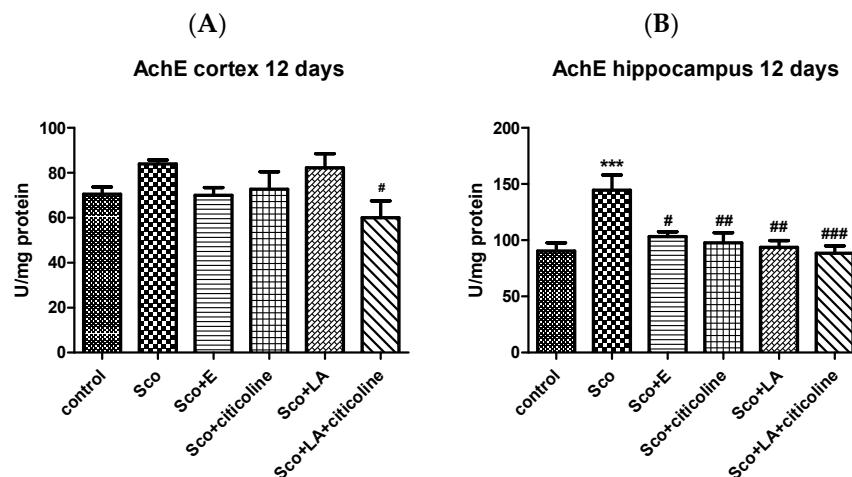 (A)
AchE cortex 12 days
U/mg protein
100
80
60
40
20
0
#
control
Sco
Sco+E
Sco+citicoline
Sco+LA
Sco+LA+citicoline
(B)
AchE hippocampus 12 days
U/mg protein
200
150
100
50
0
***
#
##
##
###
control
Sco
Sco+E
Sco+citicoline
Sco+LA
Sco+LA+citicoline